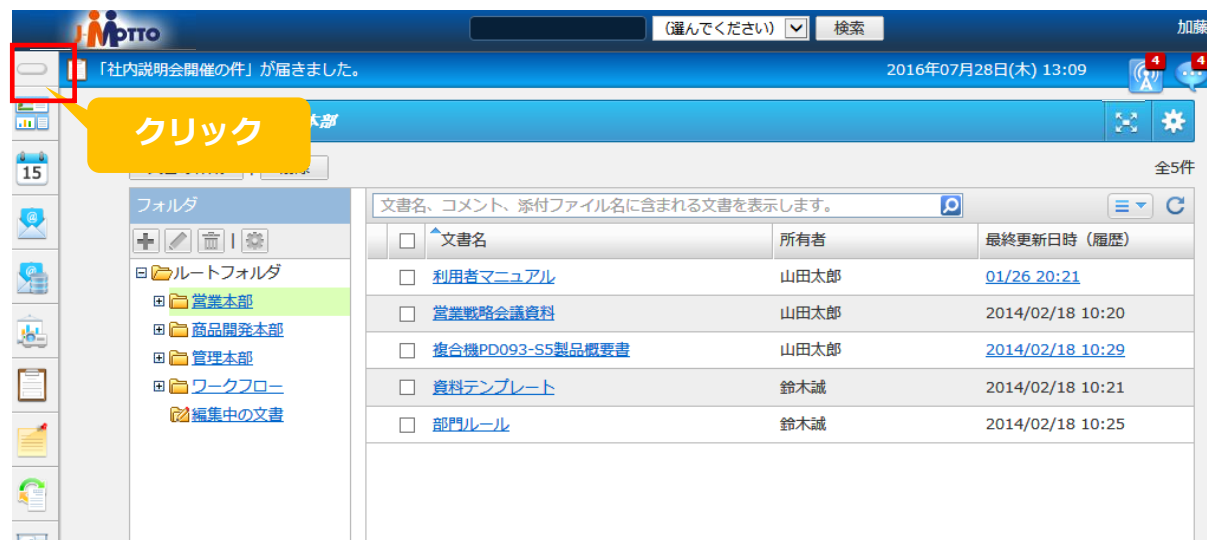 J-MOTTO
(選んでください)
検索
加藤
「社内説明会開催の件」が届きました。
2016年07月28日(木) 13:09
4
4
クリック
本部
全5件
15
フォルダ
文書名、コメント、添付ファイル名に含まれる文書を表示します。
文書名
所有者
最終更新日時(履歴)
ルートフォルダ
利用者マニュアル
山田太郎
01/26 20:21
営業本部
営業戦略会議資料
山田太郎
2014/02/18 10:20
商品開発本部
複合機PD093-S5製品概要書
山田太郎
2014/02/18 10:29
管理本部
資料テンプレート
鈴木誠
2014/02/18 10:21
ワークフロー
編集中の文書
部門ルール
鈴木誠
2014/02/18 10:25